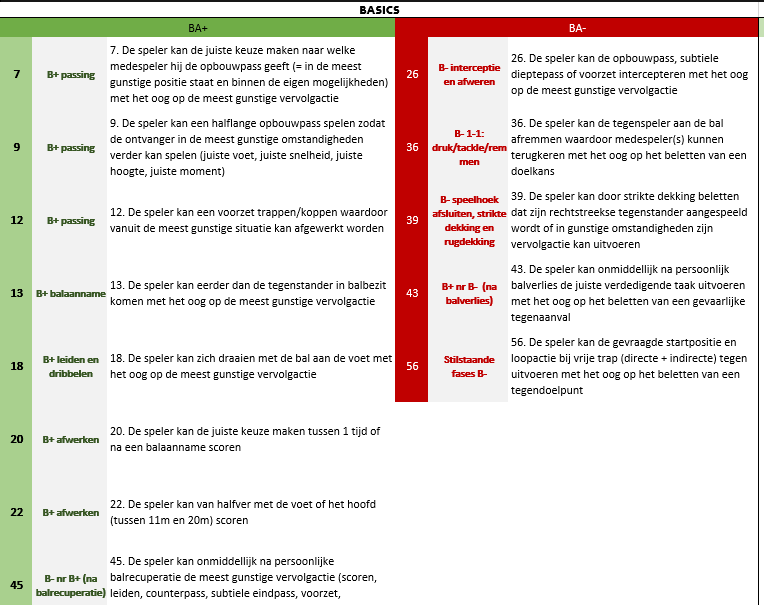 BASICS
BA+
7
B+ passing
7. De speler kan de juiste keuze maken naar welke
medespeler hij de opbouwpass geeft (= in de meest
gunstige positie staat en binnen de eigen mogelijkheden)
met het oog op de meest gunstige vervolgactie
9
B+ passing
9. De speler kan een halflange opbouwpass spelen zodat
de ontvanger in de meest gunstige omstandigheden
verder kan spelen (juiste voet, juiste snelheid, juiste
hoogte, juiste moment)
12
B+ passing
12. De speler kan een voorzet trappen/koppen waardoor
vanuit de meest gunstige situatie kan afgewerkt worden
13
B+ balaanname
13. De speler kan eerder dan de tegenstander in balbezit
komen met het oog op de meest gunstige vervolgactie
18
B+ leiden en
dribbelen
18. De speler kan zich draaien met de bal aan de voet met
het oog op de meest gunstige vervolgactie
20
B+ afwerken
20. De speler kan de juiste keuze maken tussen 1 tijd of
na een balaanname scoren
22
B+ afwerken
22. De speler kan van halfver met de voet of het hoofd
(tussen 11m en 20m) scoren
45
B- nr B+ (na
balrecuperatie)
45. De speler kan onmiddellijk na persoonlijke
balrecuperatie de meest gunstige vervolgactie (scoren,
leiden, counterpass, subtiele eindpass, voorzet,
BA-
26
B- interceptie
en afweren
26. De speler kan de opbouwpass, subtiele
dieptepass of voorzet intercepteren met het oog
op de meest gunstige vervolgactie
36
B- 1-1:
druk/tackle/rem
men
36. De speler kan de tegenspeler aan de bal
afremmen waardoor medespeler(s) kunnen
terugkeren met het oog op het beletten van een
doelkans
39
B- speelhoek
afsluiten, strikte
dekking en
rugdekking
39. De speler kan door strikte dekking beletten
dat zijn rechtstreekse tegenstander aangespeeld
wordt of in gunstige omstandigheden zijn
vervolgactie kan uitvoeren
43
B+ nr B- (na
balverlies)
43. De speler kan onmiddellijk na persoonlijk
balverlies de juiste verdedigende taak uitvoeren
met het oog op het beletten van een gevaarlijke
tegenaanval
56
Stilstaande
fases B-
56. De speler kan de gevraagde startpositie en
loopactie bij vrije trap (directe + indirecte) tegen
uitvoeren met het oog op het beletten van een
tegendoelpunt